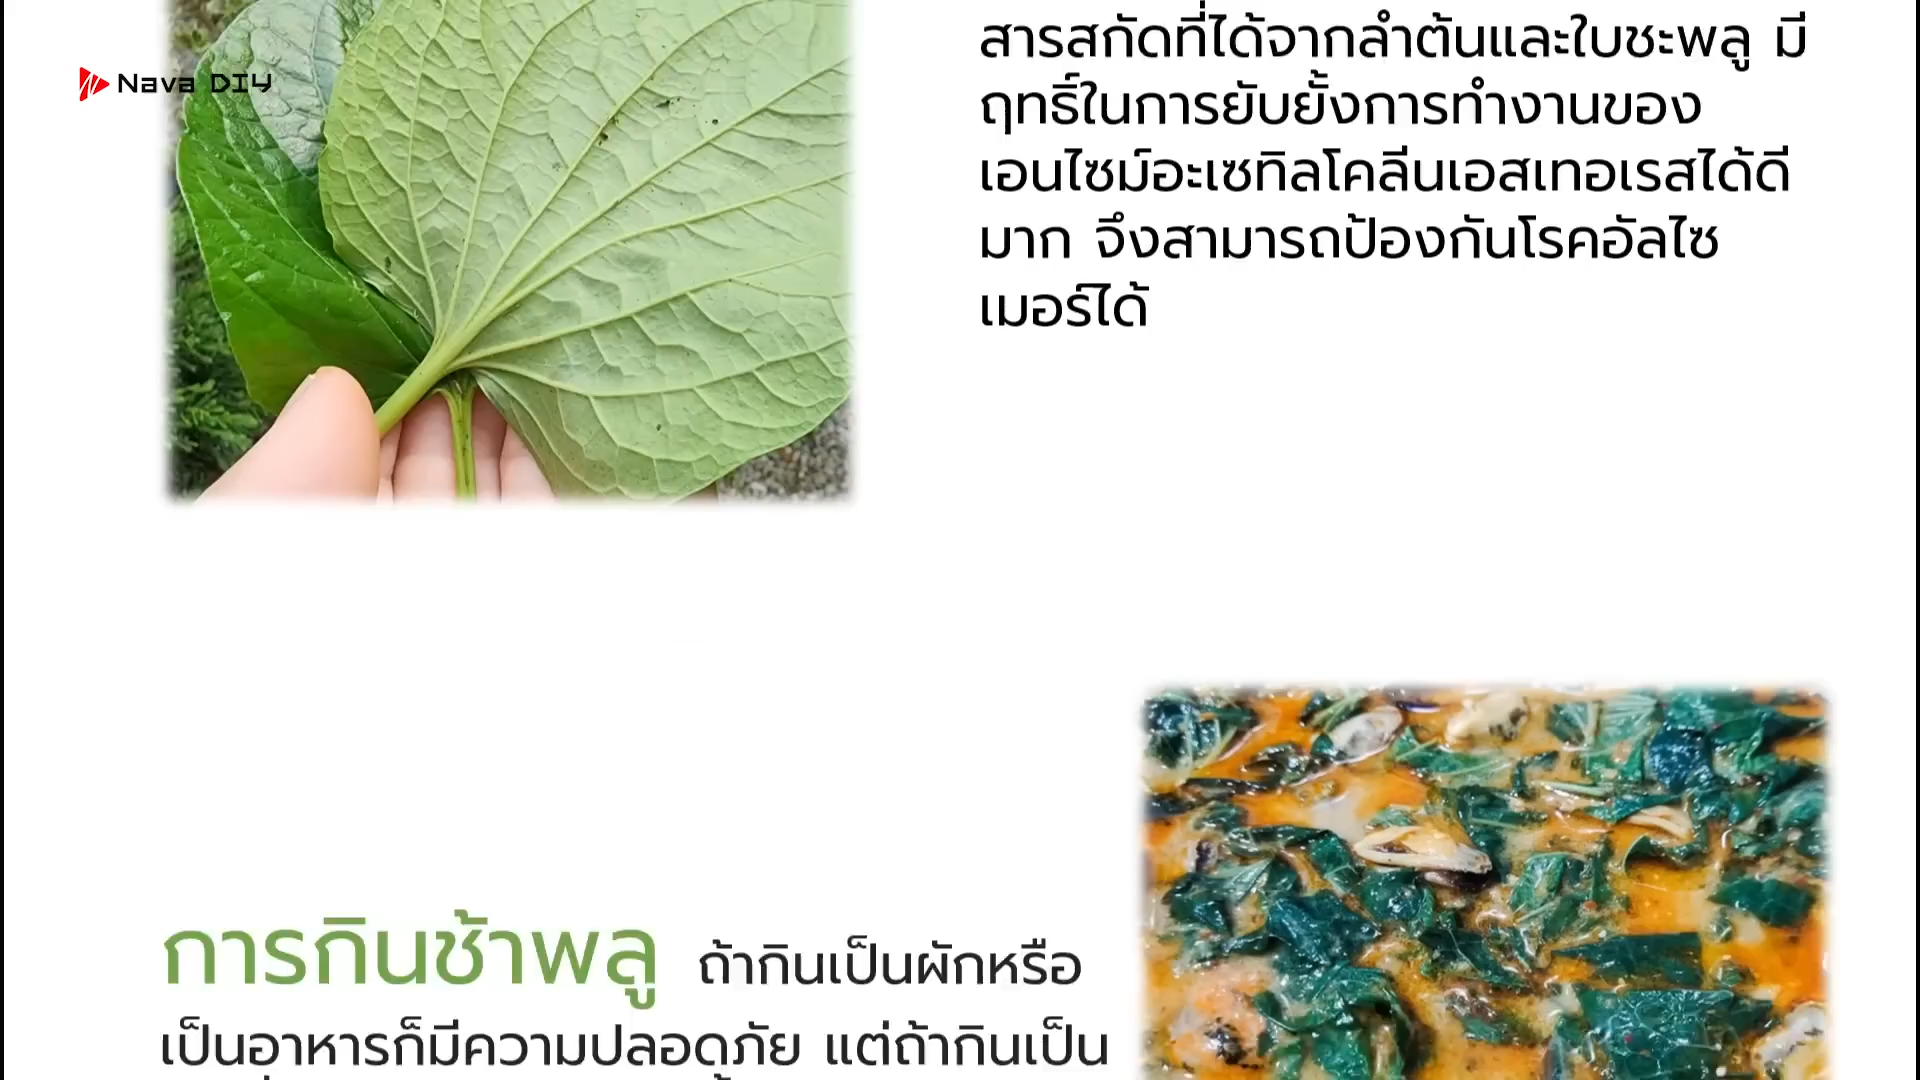 Nava DIY
สารสกัดที่ได้จากลำต้นและใบชะพลู มี
ฤทธิ์ในการยับยั้งการทำงานของ
เอนไซม์อะเซทิลโคลีนเอสเทอเรสได้ดี
มาก จึงสามารถป้องกันโรคอัลไซ
เมอร์ได้
การกินช้าพลู ถ้ากินเป็นผักหรือ
เป็นอาหารก็มีความปลอดภัย แต่ถ้ากินเป็น